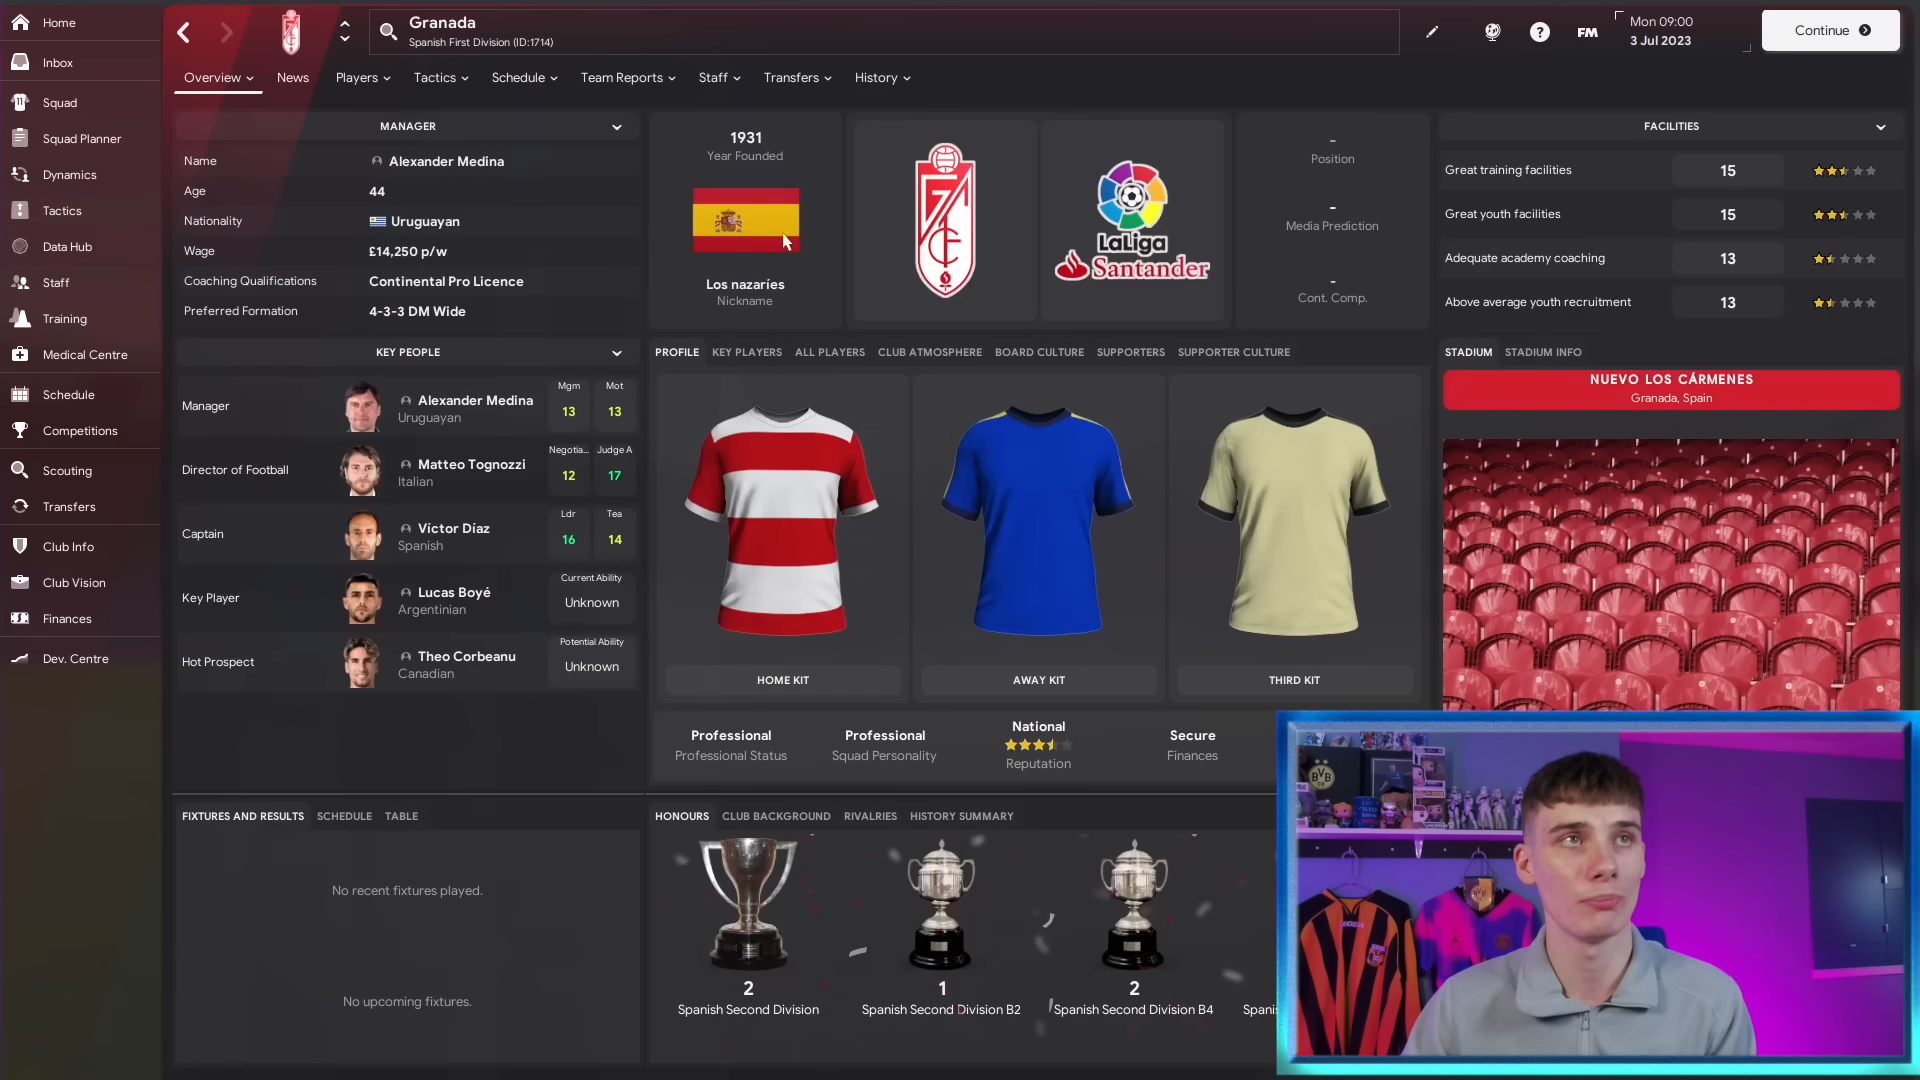 Home
Inbox
Squad
Squad Planner
Dynamics
Tactics
Data Hub
Staff
Training
Medical Centre
Schedule
Competitions
Scouting
Transfers
Club Info
Club Vision
Finances
Dev. Centre
Granada
Spanish First Division (ID:1714)
FM
Mon 09:00
3 Jul 2023
Continue
Overview
News
Players
Tactics
Schedule
Team Reports
Staff
Transfers
History
MANAGER
Name Alexander Medina
Age 44
Nationality Uruguayan
Wage £14,250 p/w
Coaching Qualifications Continental Pro Licence
Preferred Formation 4-3-3 DM Wide
1931
Year Founded
Los nazaríes
Nickname
LaLiga
Santander
-
Position
-
Media Prediction
-
Cont. Comp.
FACILITIES
Great training facilities 15
Great youth facilities 15
Adequate academy coaching 13
Above average youth recruitment 13
KEY PEOPLE
Manager
Alexander Medina
Uruguayan
Mgm Mot
13 13
Director of Football
Matteo Tognozzi
Italian
Negotia... Judge A
12 17
Captain
Víctor Díaz
Spanish
Ldr Tea
16 14
Key Player
Lucas Boyé
Argentinian
Current Ability
Unknown
Hot Prospect
Theo Corbeanu
Canadian
Potential Ability
Unknown
PROFILE KEY PLAYERS ALL PLAYERS CLUB ATMOSPHERE BOARD CULTURE SUPPORTERS SUPPORTER CULTURE
HOME KIT
AWAY KIT
THIRD KIT
Professional
Professional Status
Professional
Squad Personality
National
Reputation
Secure
Finances
STADIUM STADIUM INFO
NUEVO LOS CÁRMENES
Granada, Spain
FIXTURES AND RESULTS SCHEDULE TABLE
No recent fixtures played.
No upcoming fixtures.
HONOURS CLUB BACKGROUND RIVALRIES HISTORY SUMMARY
2
Spanish Second Division
1
Spanish Second Division B2
2
Spanish Second Division B4
Spani
BVB